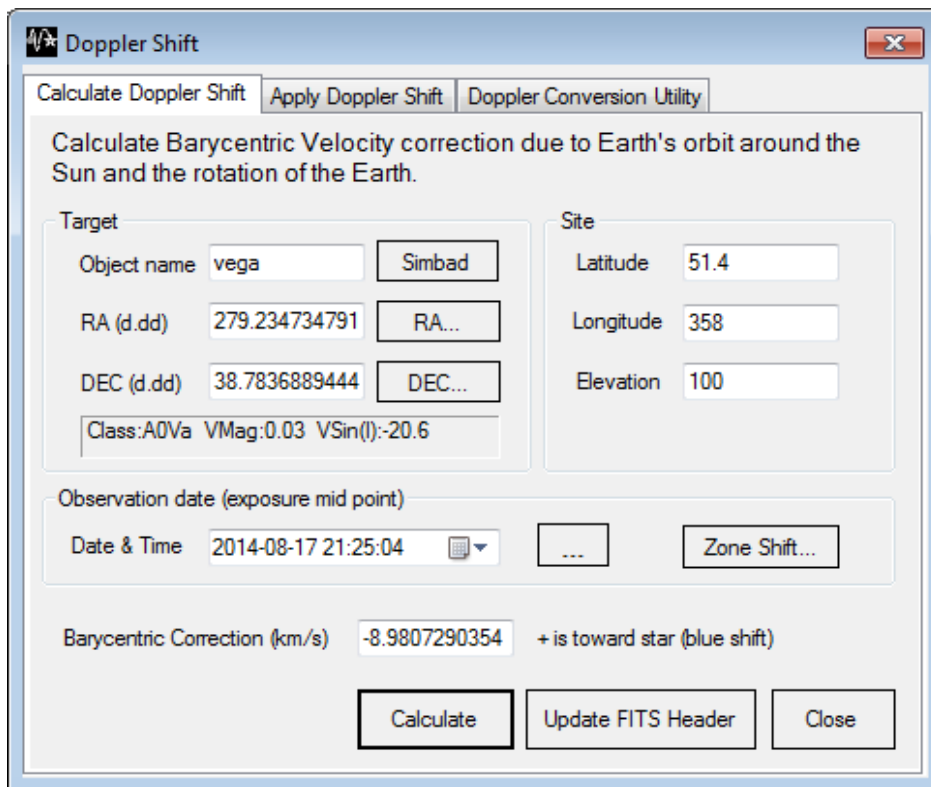 Doppler Shift
Calculate Doppler Shift Apply Doppler Shift Doppler Conversion Utility
Calculate Barycentric Velocity correction due to Earth's orbit around the
Sun and the rotation of the Earth.
Target
Object name vega Simbad
RA (d.dd) 279.234734791 RA...
DEC (d.dd) 38.7836889444 DEC...
Class:A0Va VMag:0.03 VSin(I):-20.6
Site
Latitude 51.4
Longitude 358
Elevation 100
Observation date (exposure mid point)
Date & Time 2014-08-17 21:25:04 ... Zone Shift...
Barycentric Correction (km/s) -8.9807290354 + is toward star (blue shift)
Calculate Update FITS Header Close